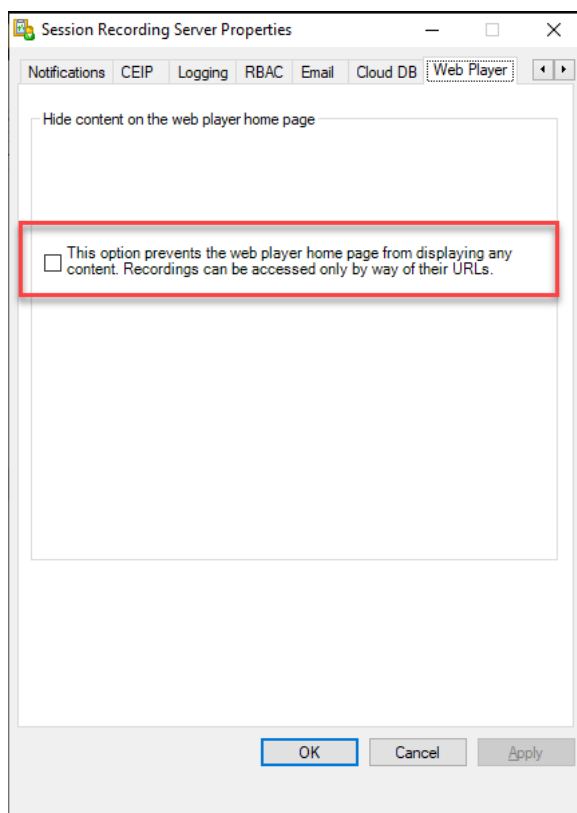 Session Recording Server Properties
Notifications CEIP Logging RBAC Email Cloud DB Web Player
Hide content on the web player home page
This option prevents the web player home page from displaying any
content. Recordings can be accessed only by way of their URLs.
OK Cancel Apply